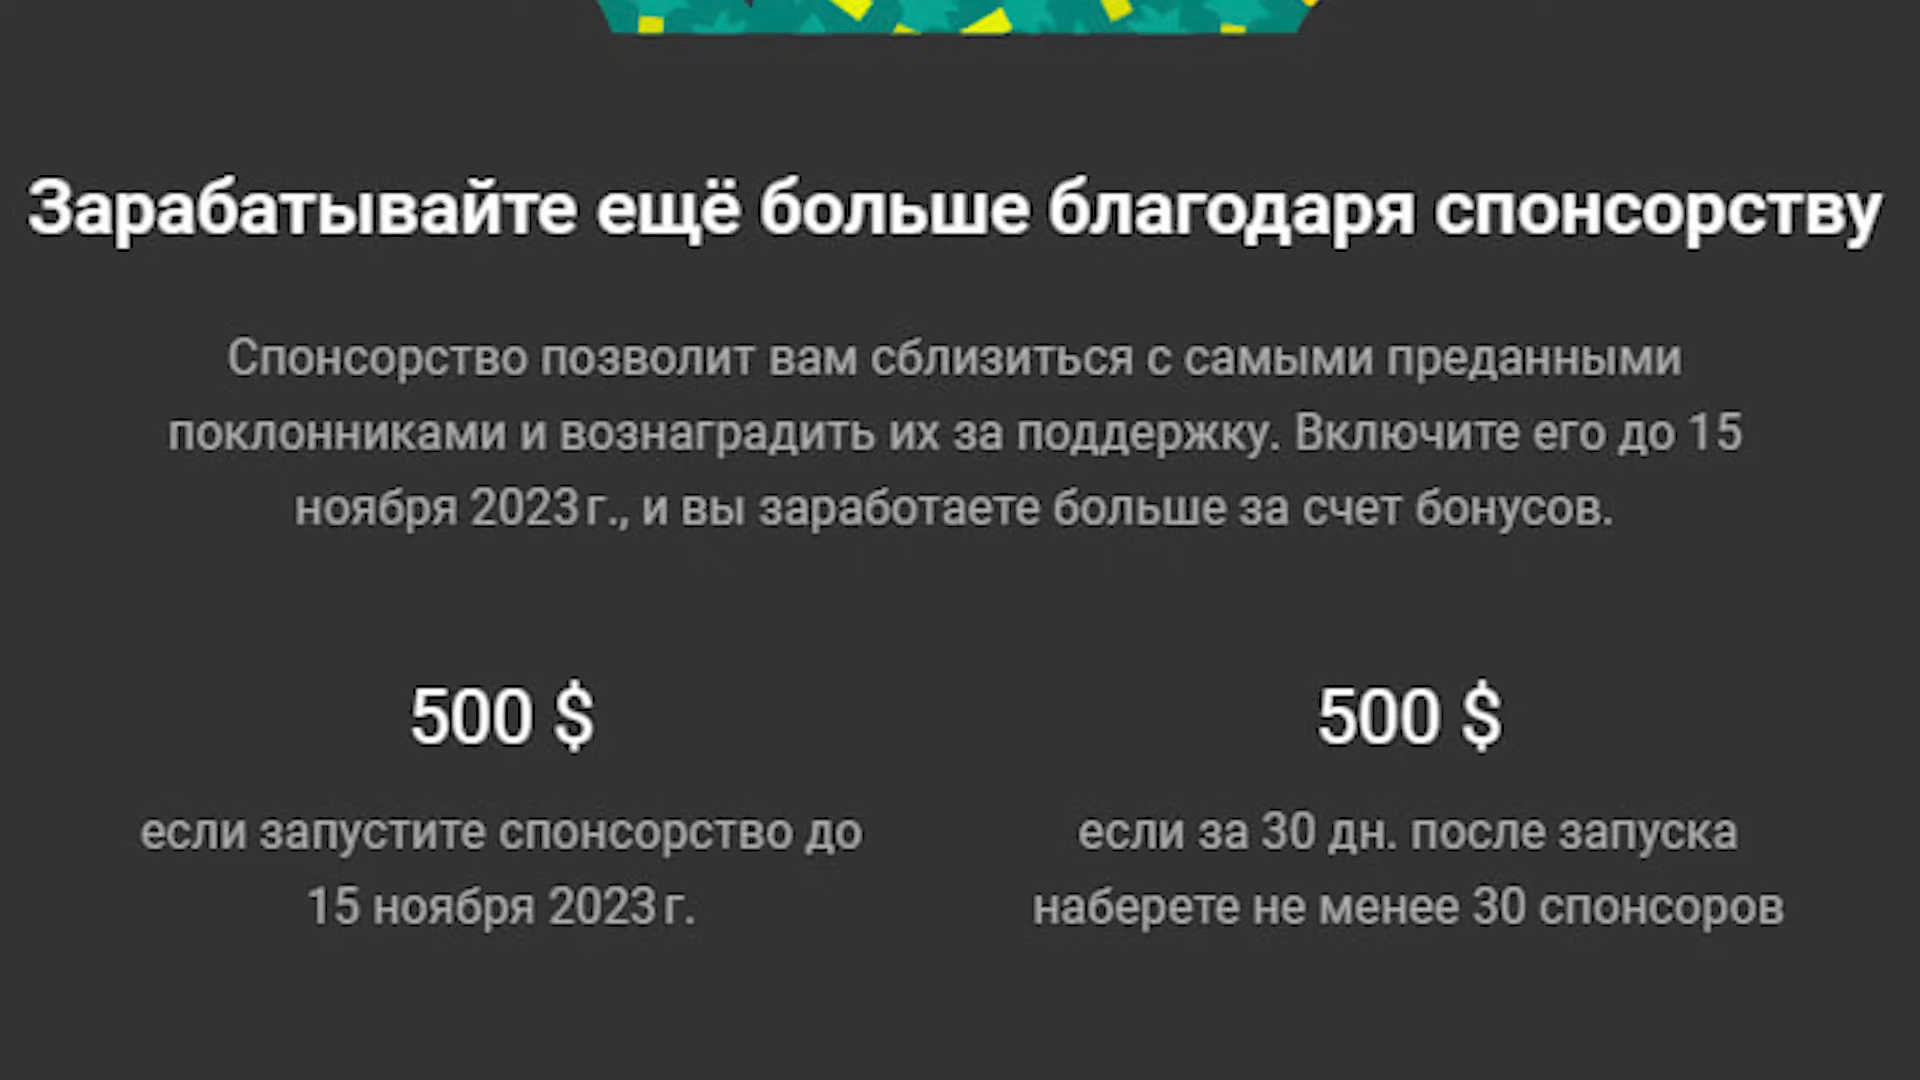 Зарабатывайте ещё больше благодаря спонсорству
Спонсорство позволит вам сблизиться с самыми преданными
поклонниками и вознаградить их за поддержку. Включите его до 15
ноября 2023 г., и вы заработаете больше за счет бонусов.
500 $
если запустите спонсорство до
15 ноября 2023 г.
500 $
если за 30 дн. после запуска
наберете не менее 30 спонсоров